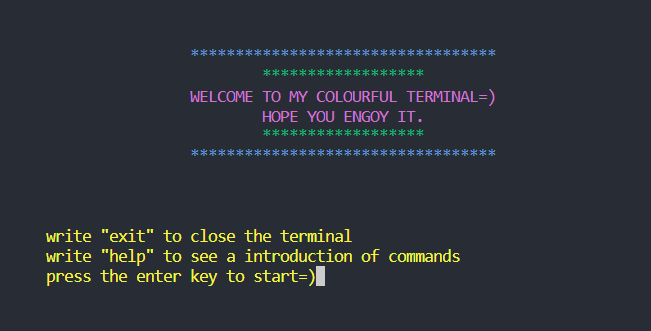 **********************************
******************
WELCOME TO MY COLOURFUL TERMINAL=)
HOPE YOU ENGOY IT.
******************
**********************************
write "exit" to close the terminal
write "help" to see a introduction of commands
press the enter key to start=)